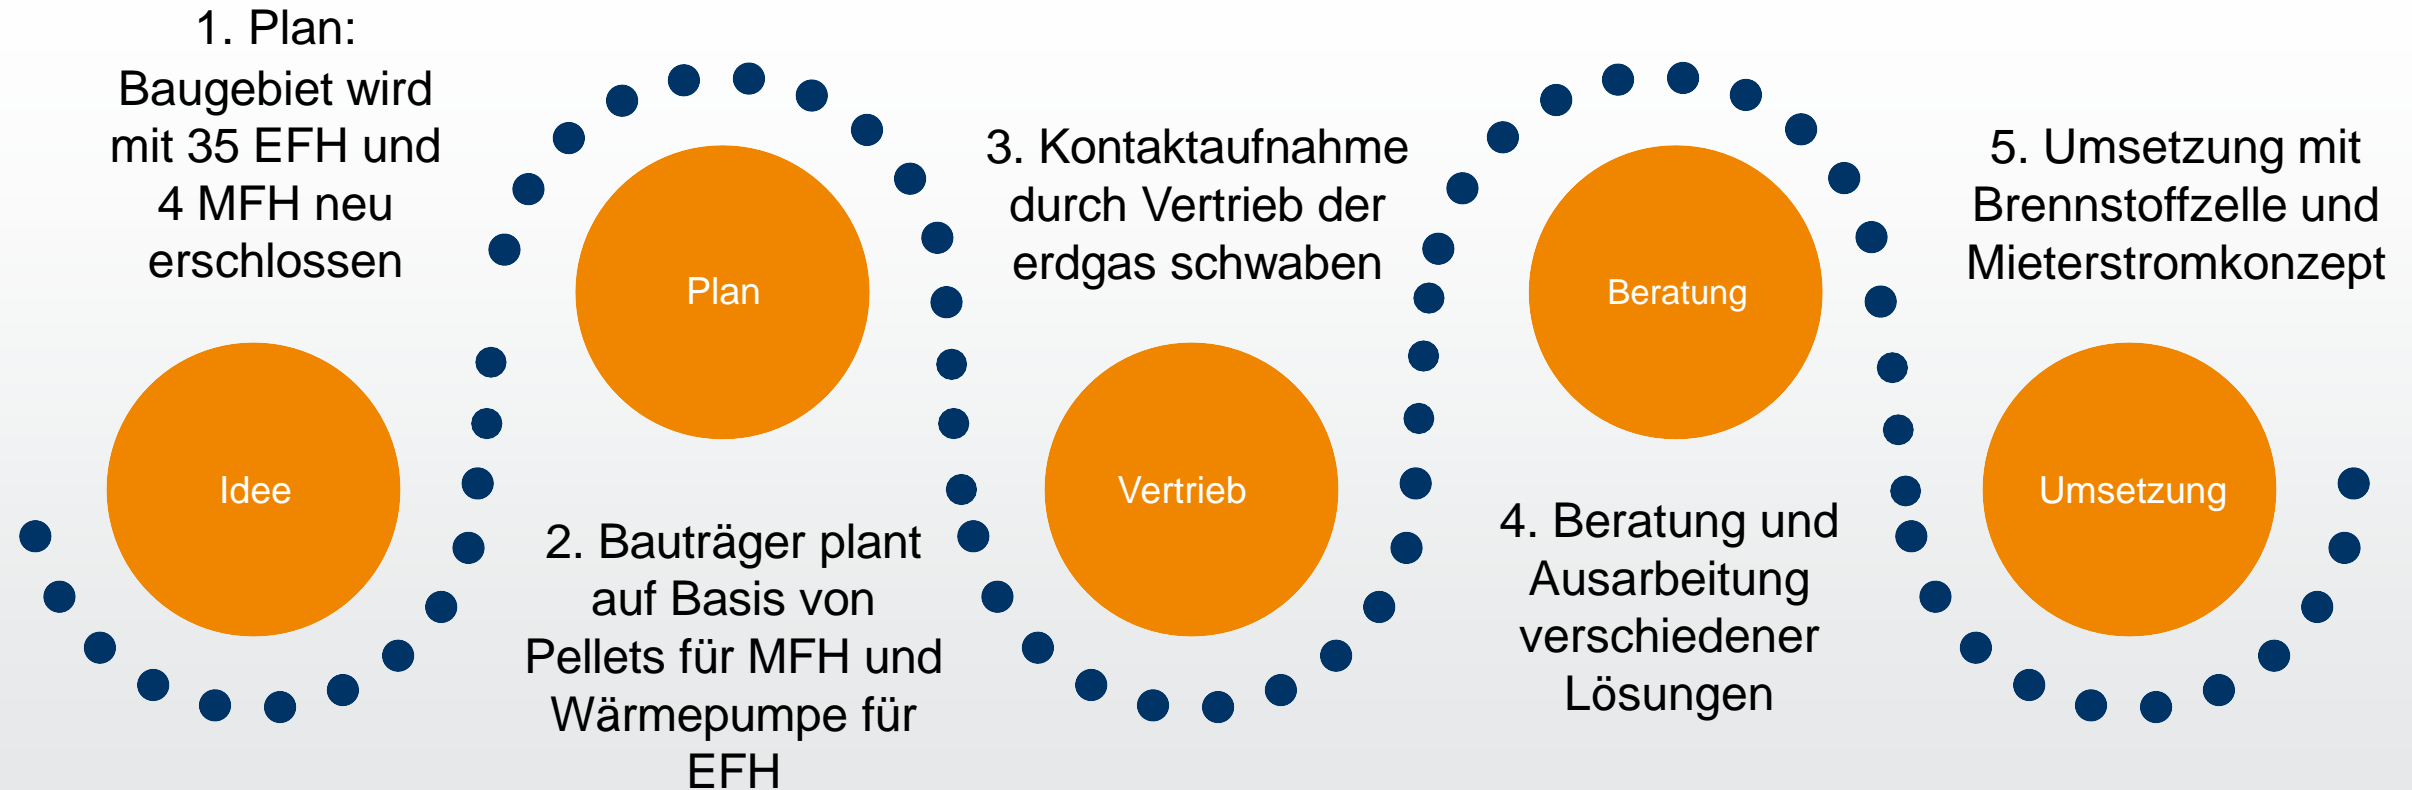 1. Plan:
Baugebiet wird
mit 35 EFH und
4 MFH neu
erschlossen
Idee
Plan
2. Bauträger plant
auf Basis von
Pellets für MFH und
Wärmepumpe für
EFH
3. Kontaktaufnahme
durch Vertrieb der
erdgas schwaben
Vertrieb
Beratung
4. Beratung und
Ausarbeitung
verschiedener
Lösungen
5. Umsetzung mit
Brennstoffzelle und
Mieterstromkonzept
Umsetzung